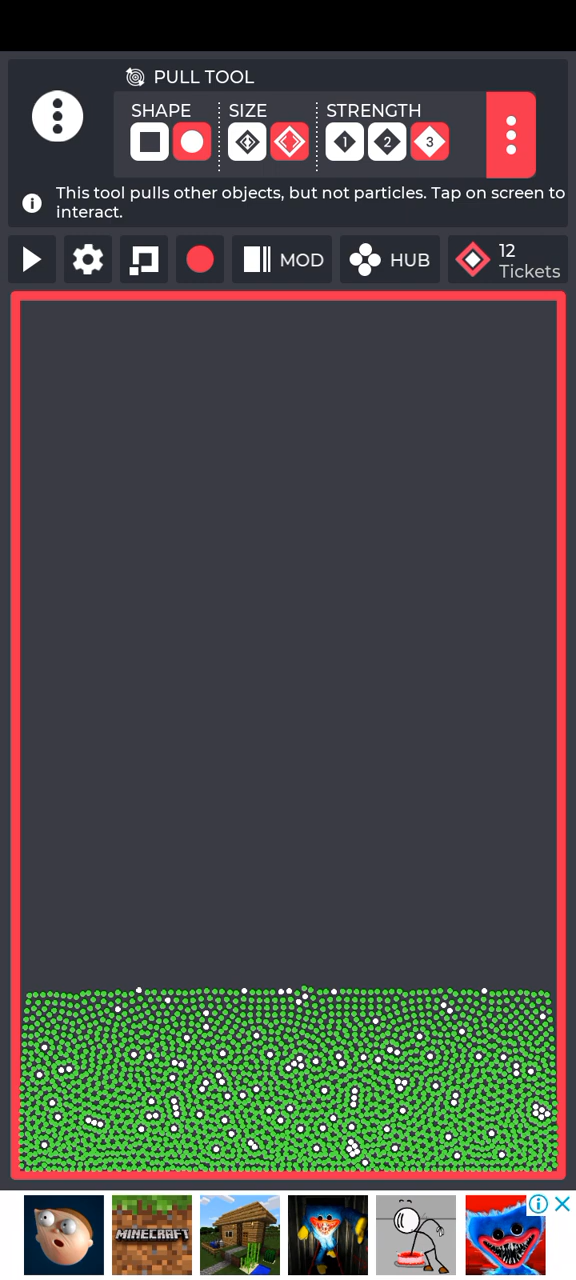 PULL TOOL
SHAPE SIZE STRENGTH
1 2 3
This tool pulls other objects, but not particles. Tap on screen to
interact.
MOD HUB 12
Tickets
MINECRAFT